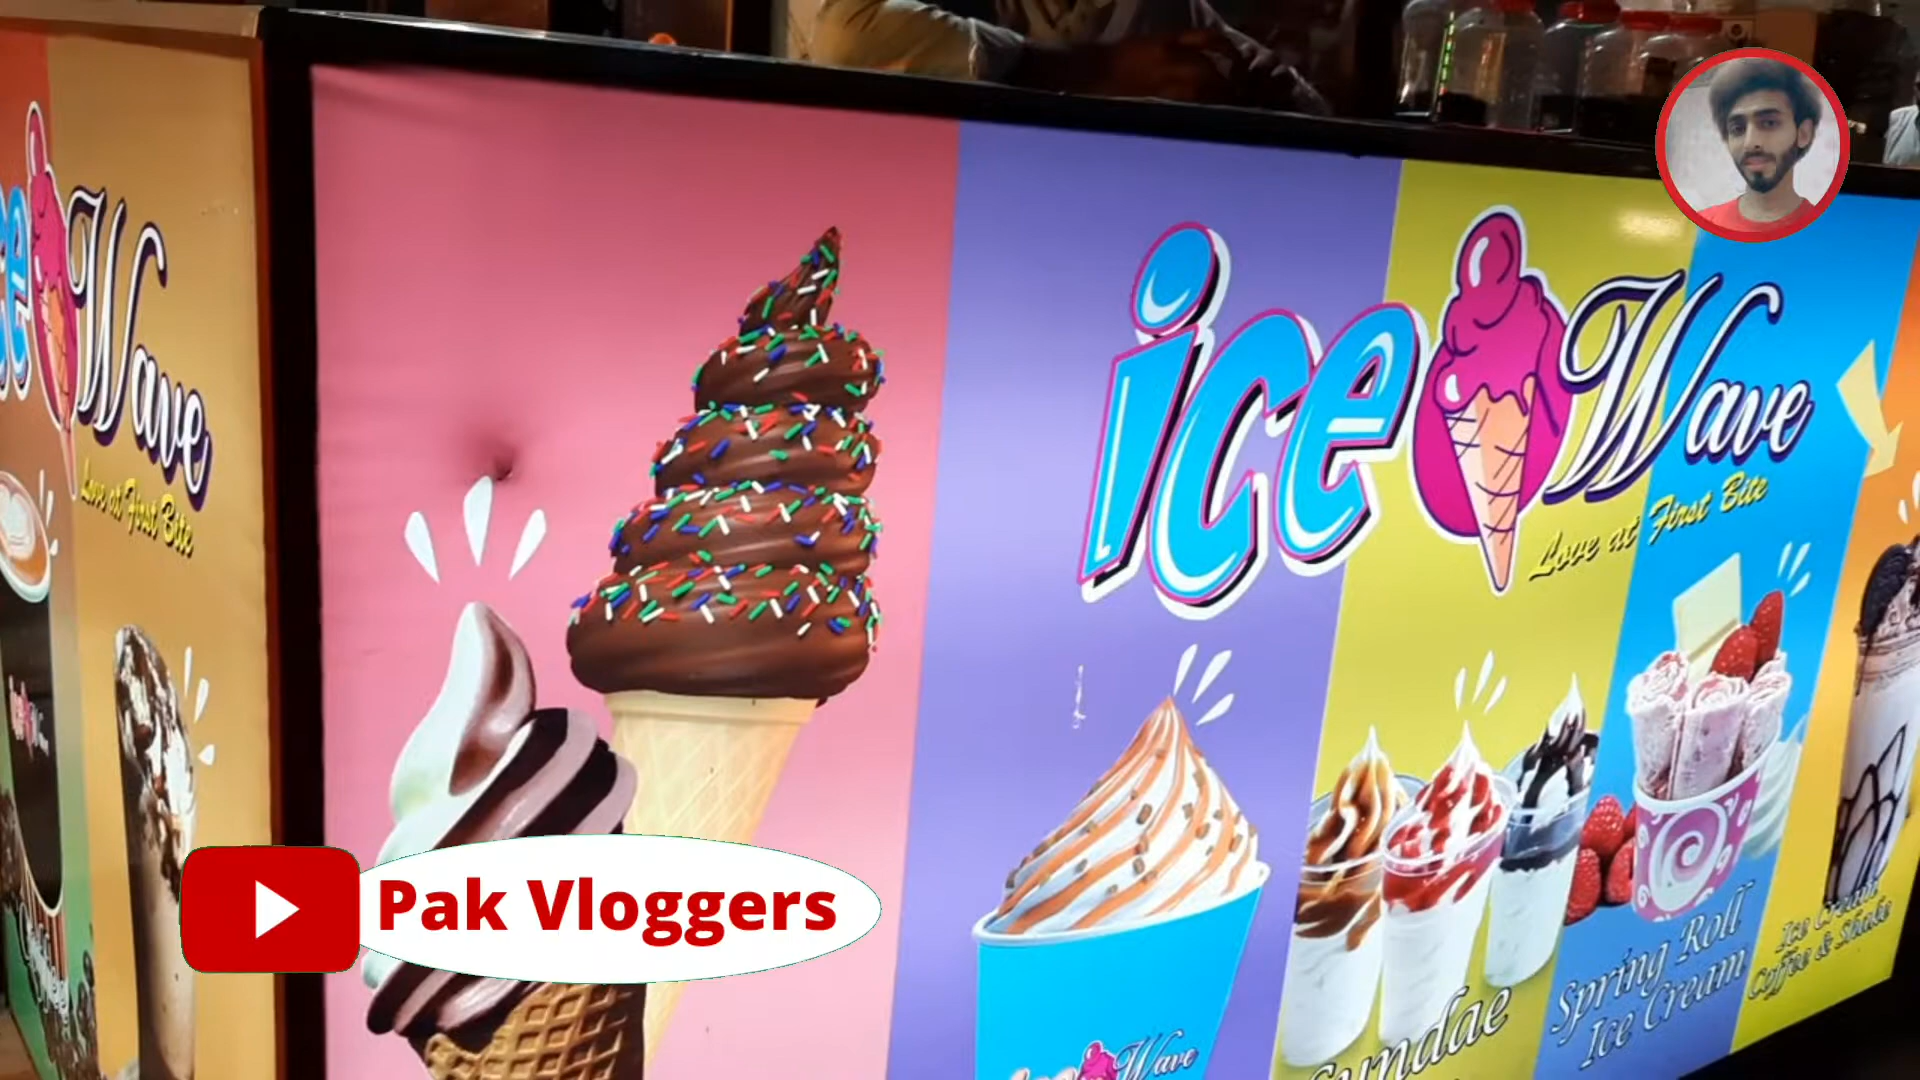 ice Wave
Love at First Bite
ice Wave
Love at First Bite
Pak Vloggers
Wave
Sundae
Spring Roll
Ice Cream
Ice Cream
Coffee & Shake